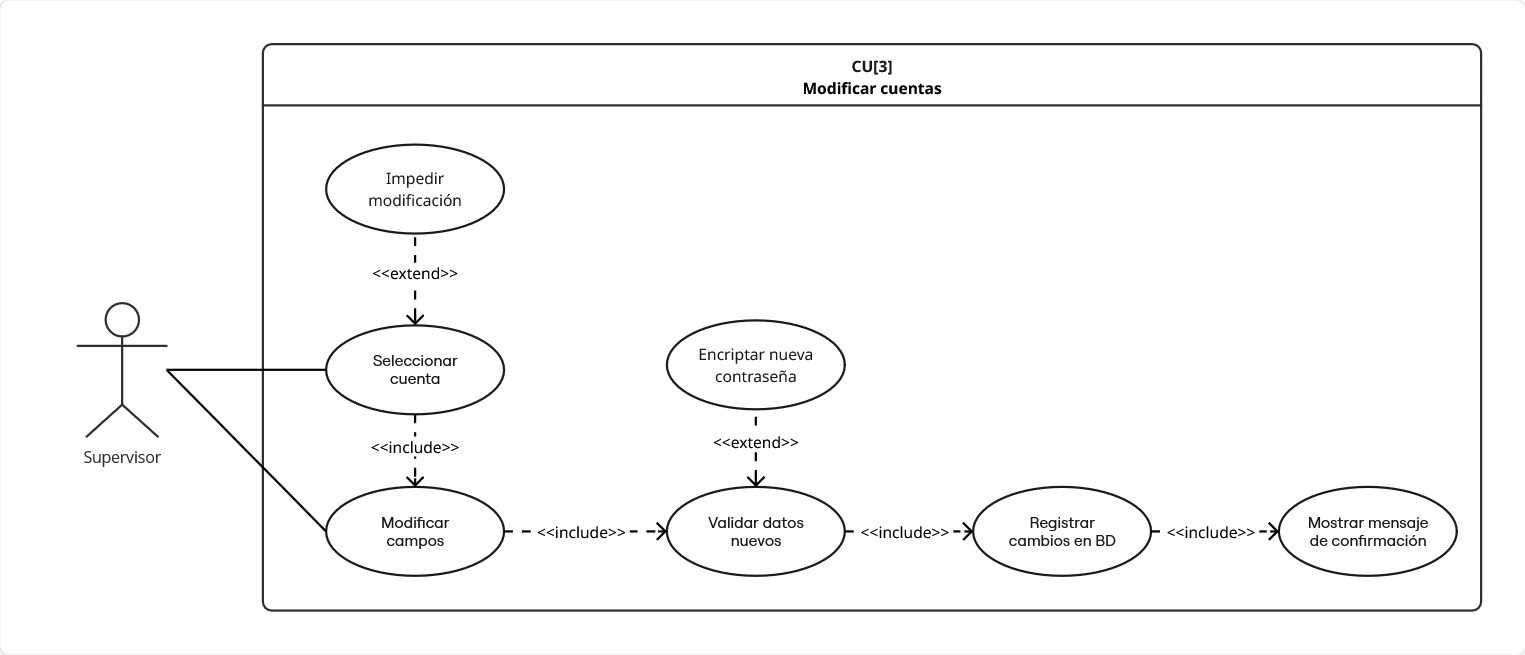 CU[3]
Modificar cuentas
Impedir
modificación
<<extend>>
Seleccionar
cuenta
Encriptar nueva
contraseña
<<extend>>
<<include>>
Supervisor
Modificar
campos
<<include>>
Validar datos
nuevos
<<include>>
Registrar
cambios en BD
<<include>>
Mostrar mensaje
de confirmación